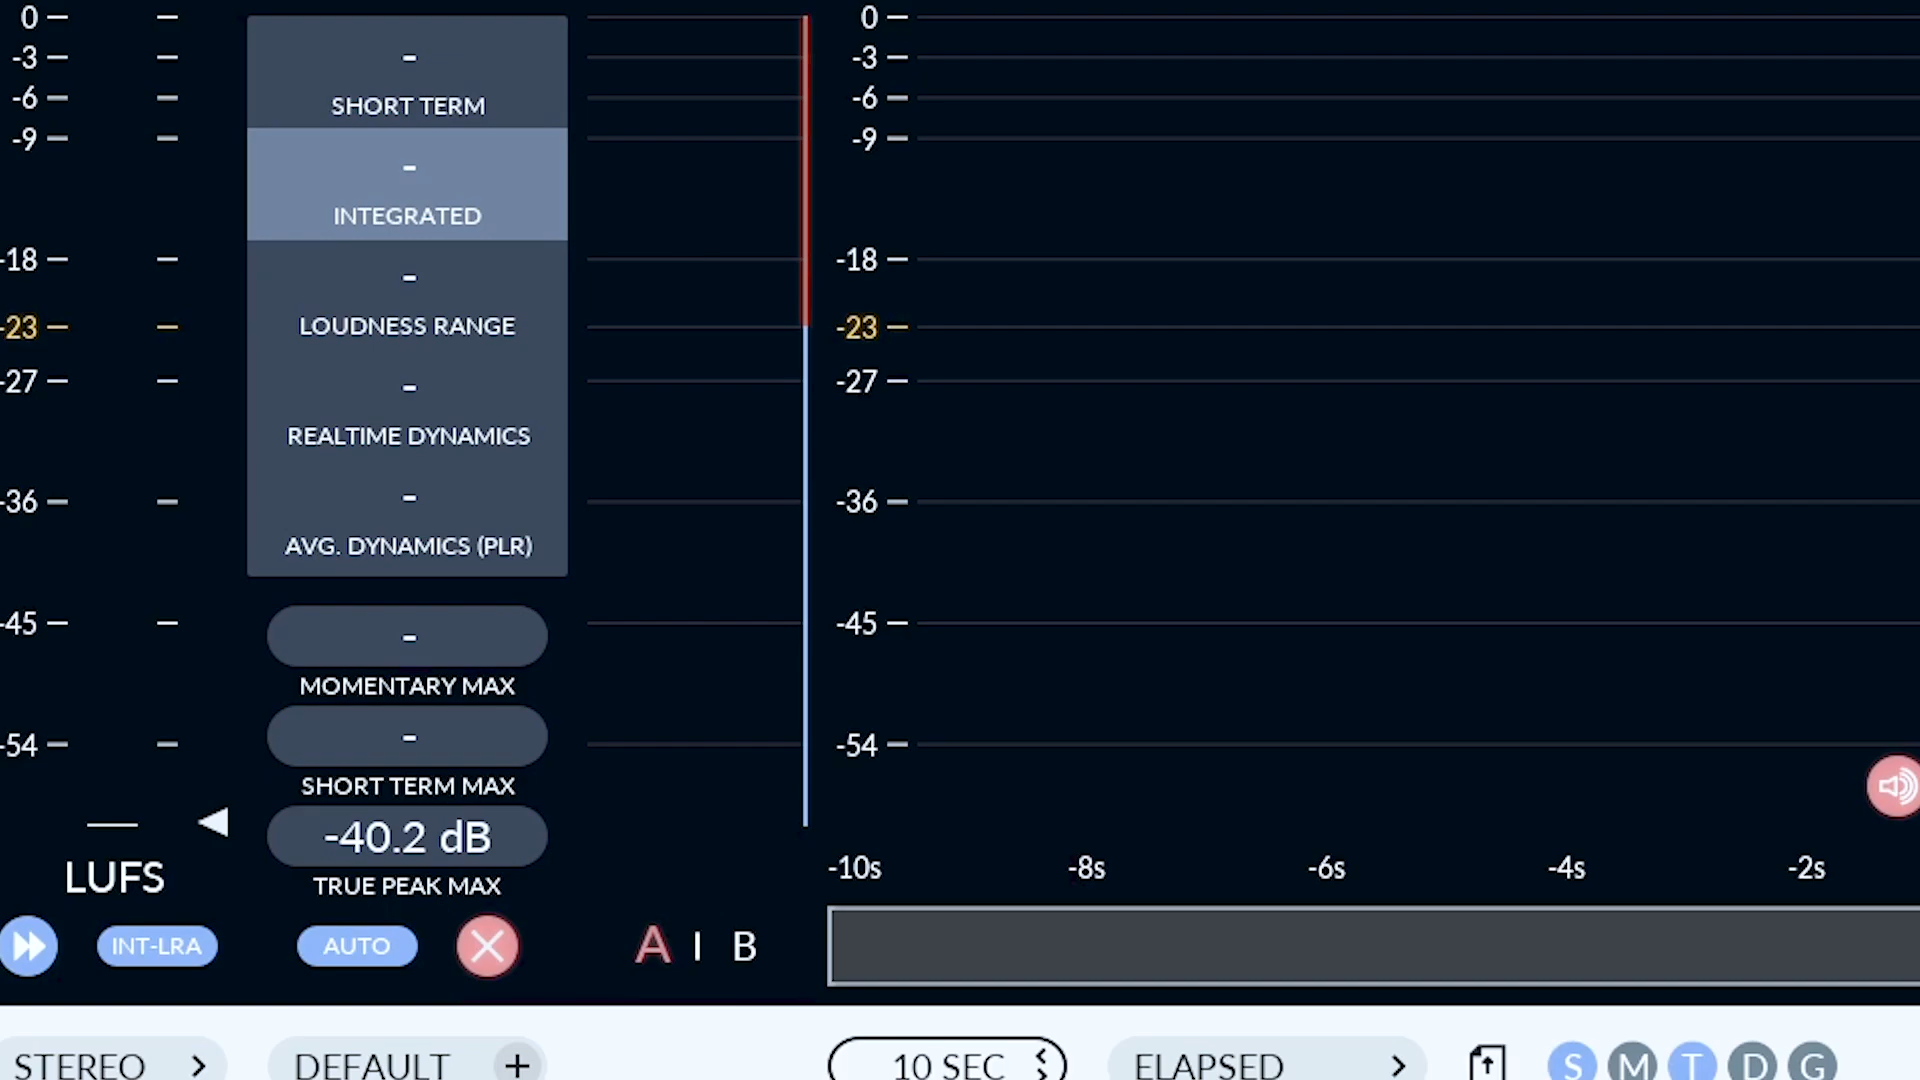 0
-3
-6
-9
-18
-23
-27
-36
-45
-54
LUFS
-
SHORT TERM
-
INTEGRATED
-
LOUDNESS RANGE
-
REALTIME DYNAMICS
-
AVG. DYNAMICS (PLR)
-
MOMENTARY MAX
-
SHORT TERM MAX
-40.2 dB
TRUE PEAK MAX
0
-3
-6
-9
-18
-23
-27
-36
-45
-54
-10s -8s -6s -4s -2s
INT-LRA AUTO A I B
STEREO DEFAULT + 10 SEC ELAPSED S M T D G